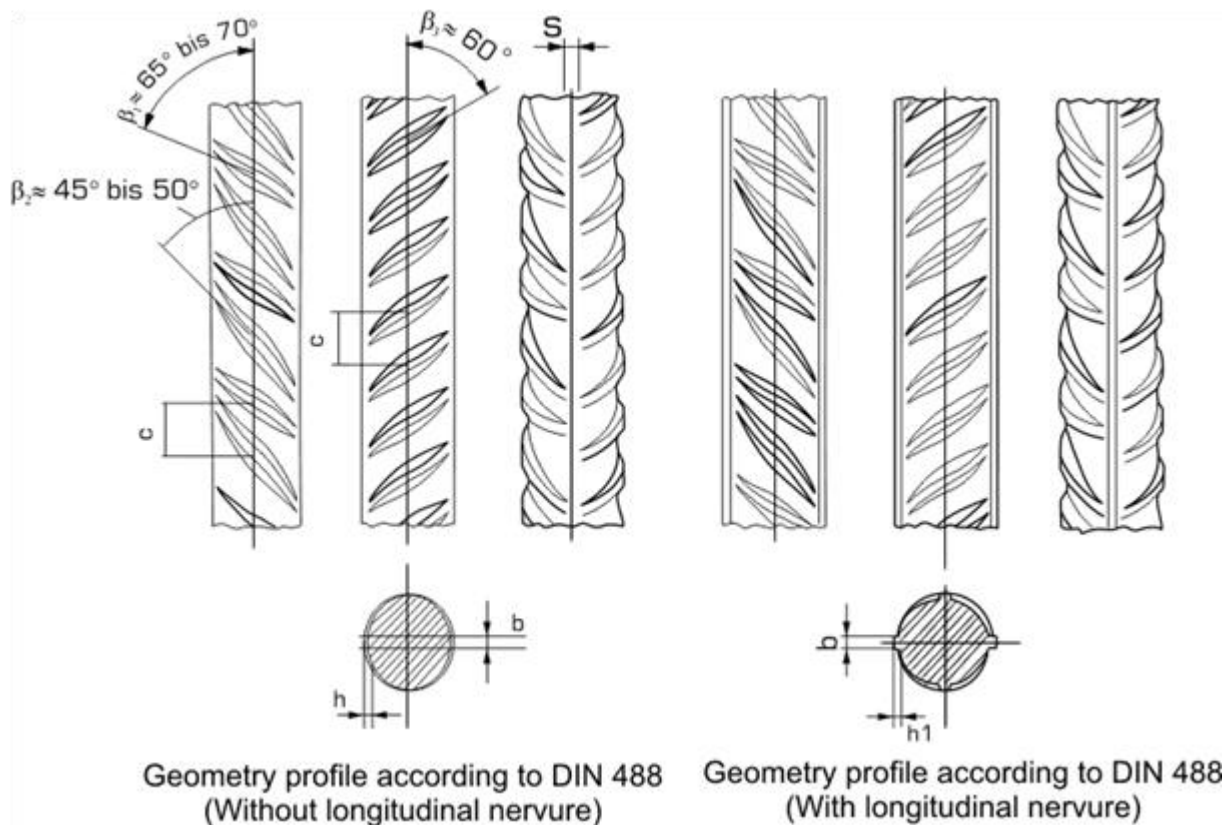 β₁≈ 65° bis 70°
β₃≈ 60°
S
β₂≈ 45° bis 50°
c
c
b
h
b
h1
Geometry profile according to DIN 488
(Without longitudinal nervure)
Geometry profile according to DIN 488
(With longitudinal nervure)